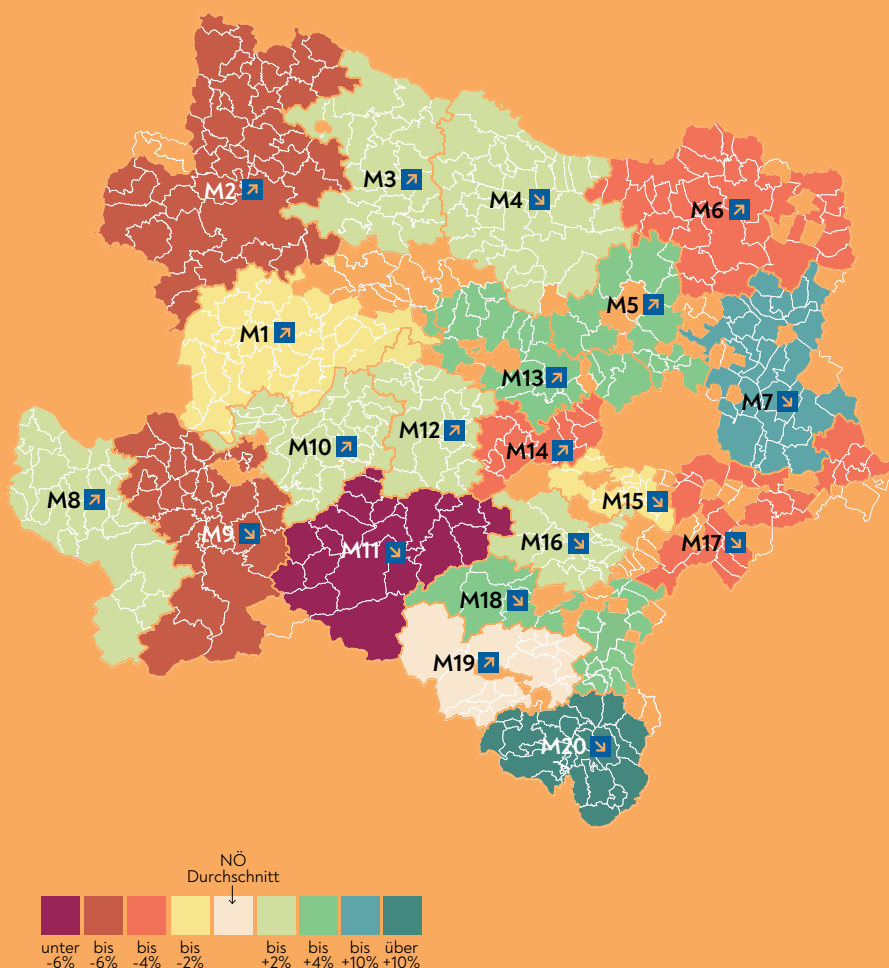 M2
M3
M4
M6
M5
M1
M13
M7
M10
M12
M14
M8
M15
M9
M11
M16
M17
M18
M19
M20
NÖ
Durchschnitt
unter
-6%
bis
-6%
bis
-4%
bis
-2%
bis
+2%
bis
+4%
bis
+10%
über
+10%